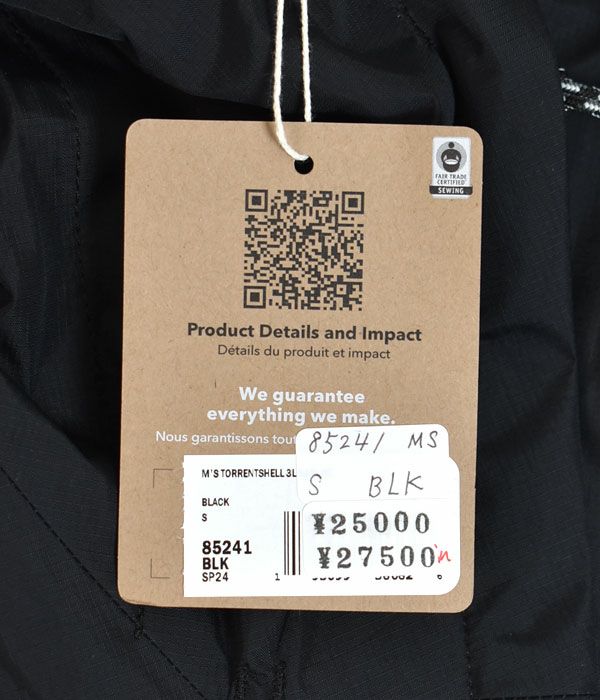 FAIR TRADE
CERTIFIED
SEWING
Product Details and Impact
Détails du produit et impact
We guarantee
everything we make.
Nous garantissons tout
85241 MS
S BLK
M'S TORRENTSHELL 3L
BLACK
S
85241
BLK
SP24
¥25000
¥27500 in